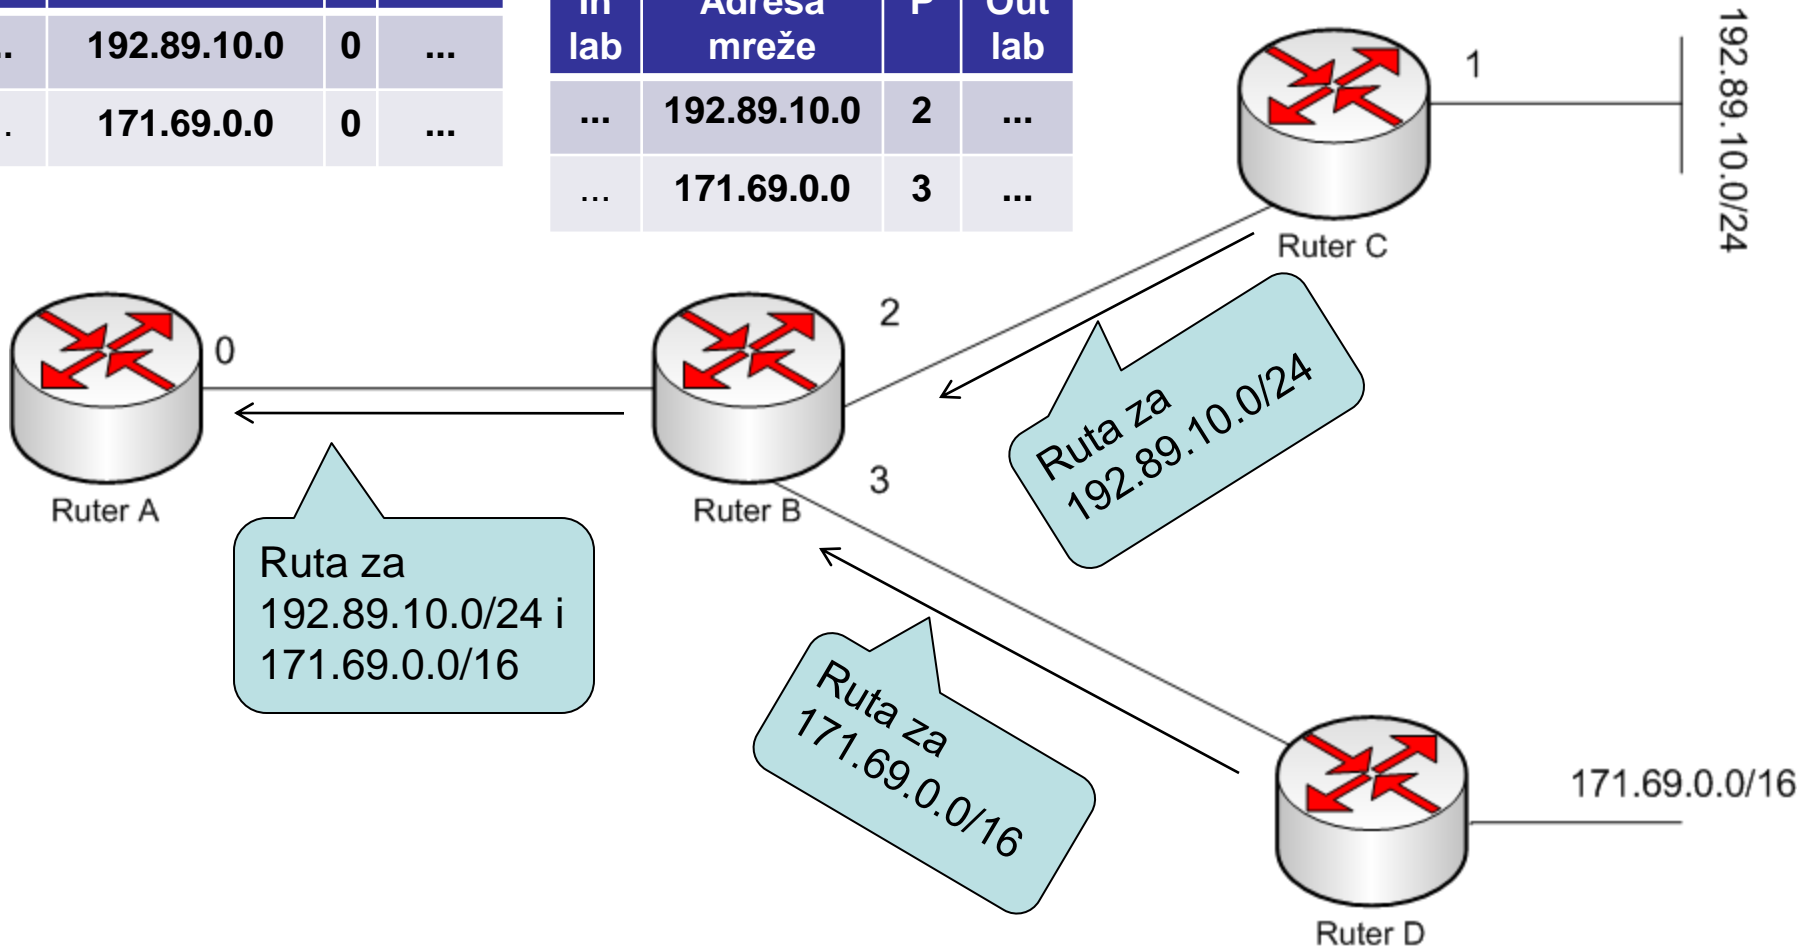 .. 192.89.10.0 0 ...
. 171.69.0.0 0 ...
In lab Adresa mreže P Out lab
... 192.89.10.0 2 ...
... 171.69.0.0 3 ...
1
192.89.10.0/24
Ruter C
0
2
3
Ruter A
Ruter B
Ruta za
192.89.10.0/24
Ruta za
192.89.10.0/24 i
171.69.0.0/16
Ruta za
171.69.0.0/16
171.69.0.0/16
Ruter D